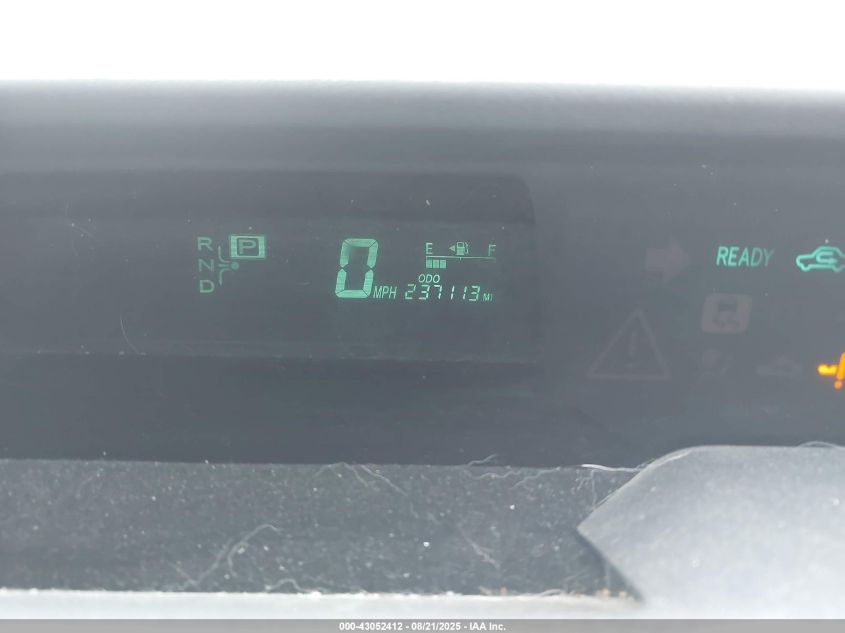 R P
N
D
0 MPH
E F
ODO
237113 MI
READY
000-43052412 - 08/21/2025 - IAA Inc.